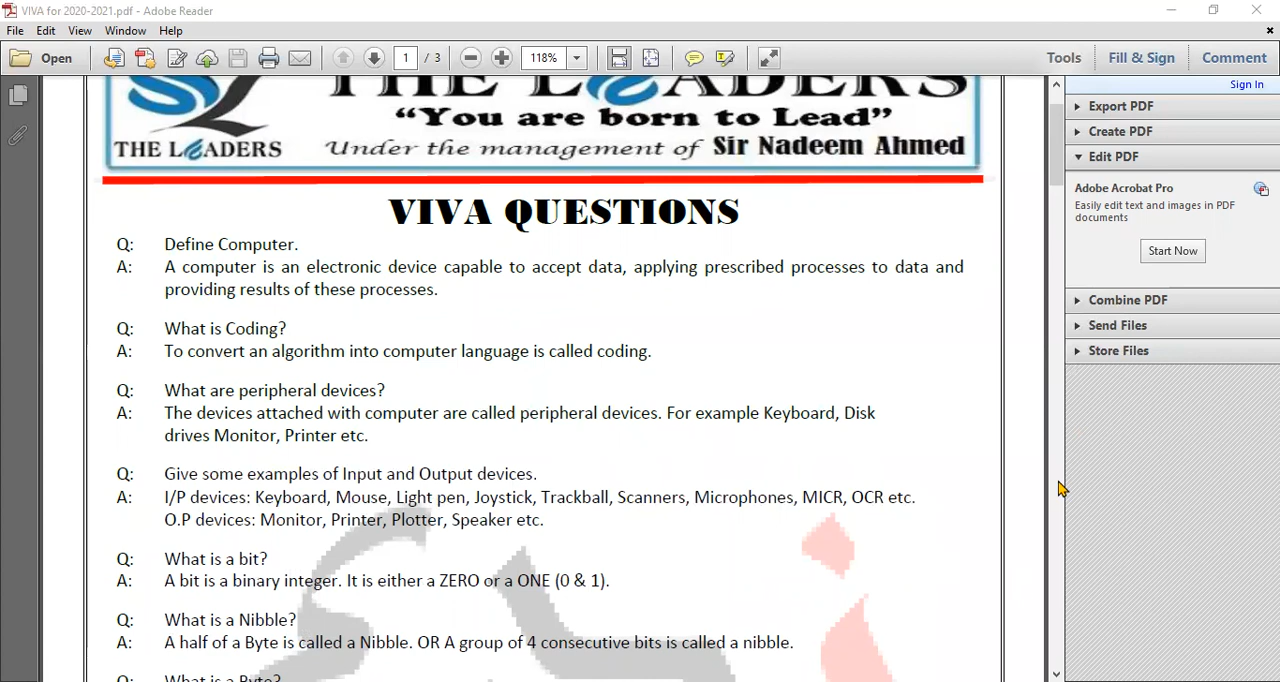 VIVA for 2020-2021.pdf - Adobe Reader
File Edit View Window Help
Open 1 / 3 118% Tools Fill & Sign Comment
Sign In
Export PDF
Create PDF
Edit PDF
Adobe Acrobat Pro
Easily edit text and images in PDF
documents
Start Now
Combine PDF
Send Files
Store Files
THE LEADERS
THE LEADERS
“You are born to Lead”
Under the management of Sir Nadeem Ahmed
VIVA QUESTIONS
Q: Define Computer.
A: A computer is an electronic device capable to accept data, applying prescribed processes to data and
providing results of these processes.
Q: What is Coding?
A: To convert an algorithm into computer language is called coding.
Q: What are peripheral devices?
A: The devices attached with computer are called peripheral devices. For example Keyboard, Disk
drives Monitor, Printer etc.
Q: Give some examples of Input and Output devices.
A: I/P devices: Keyboard, Mouse, Light pen, Joystick, Trackball, Scanners, Microphones, MICR, OCR etc.
O.P devices: Monitor, Printer, Plotter, Speaker etc.
Q: What is a bit?
A: A bit is a binary integer. It is either a ZERO or a ONE (0 & 1).
Q: What is a Nibble?
A: A half of a Byte is called a Nibble. OR A group of 4 consecutive bits is called a nibble.
Q: What is a Byte?